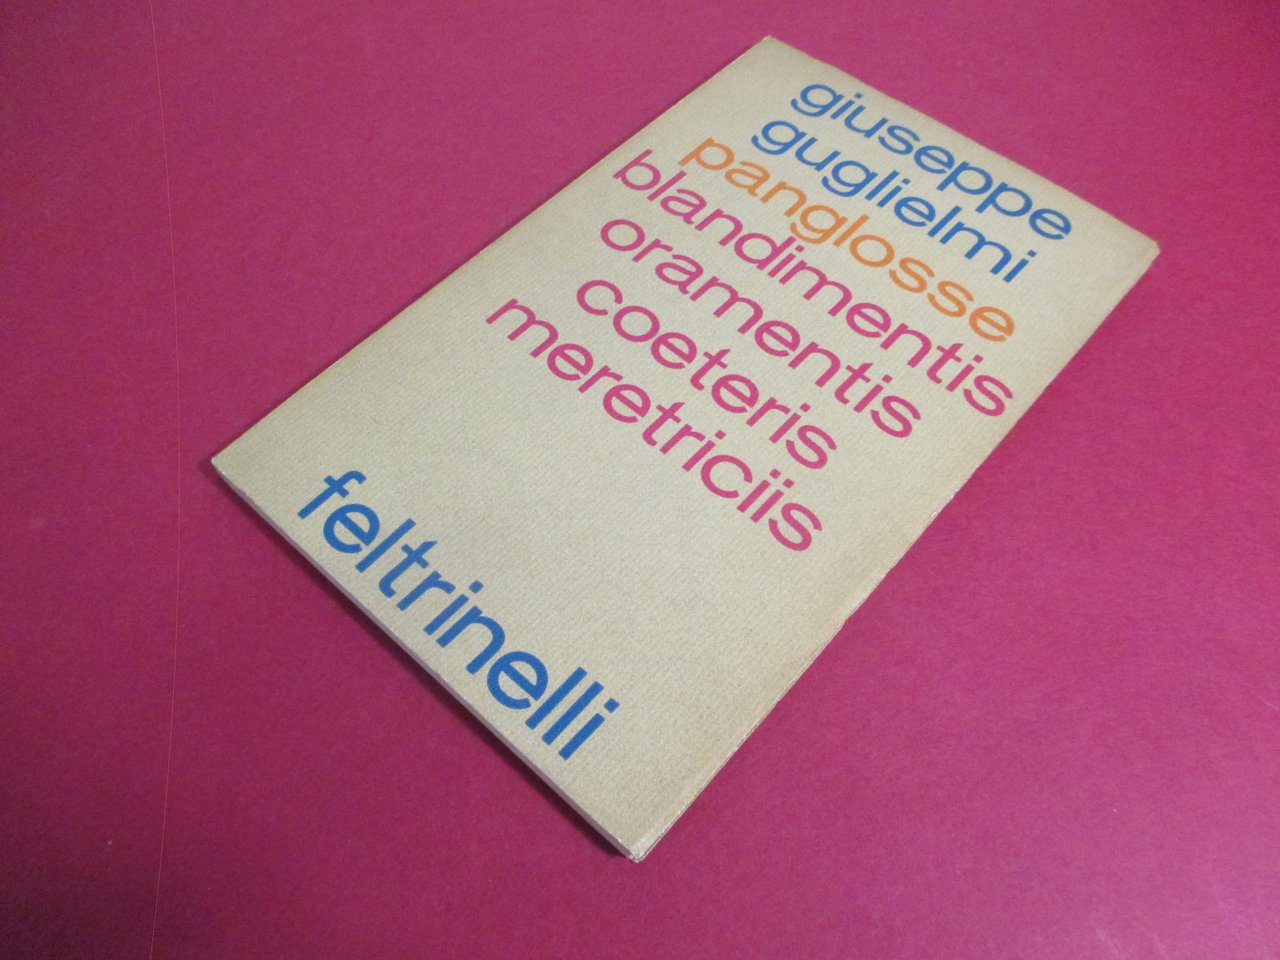 giuseppe
guglielmi
panglosse
blandimentis
oramentis
coeteris
meretriciis
feltrinelli